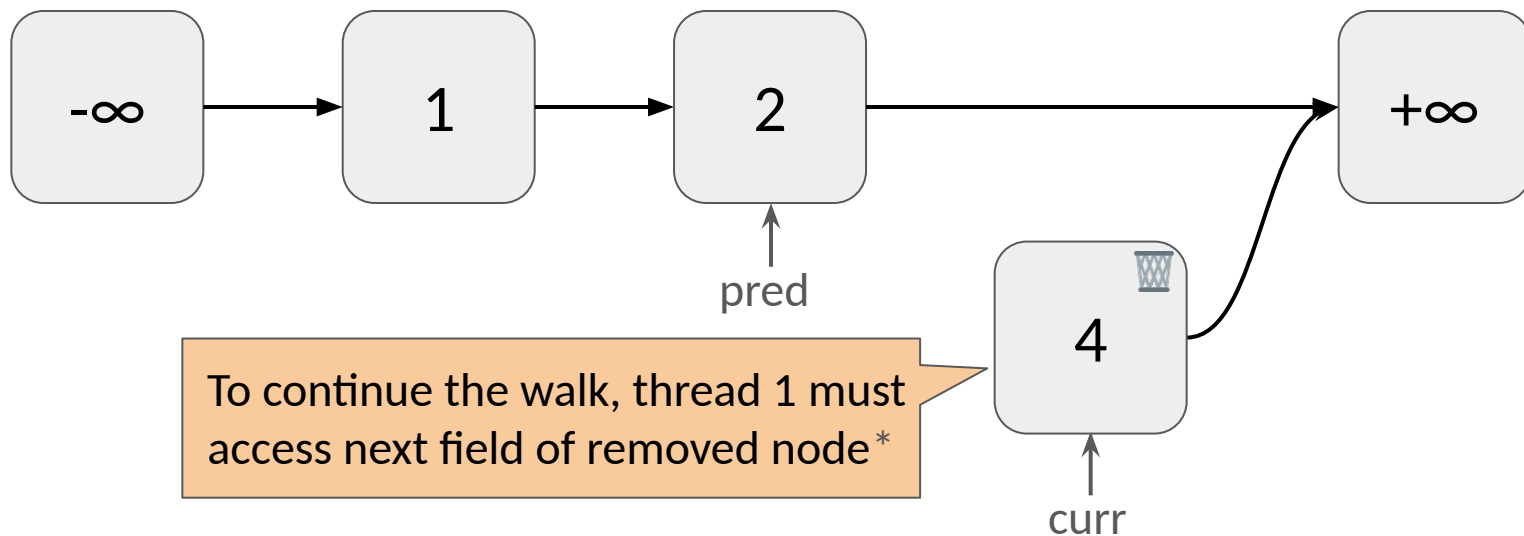 -∞
1
2
+∞
pred
4
To continue the walk, thread 1 must
access next field of removed node*
curr